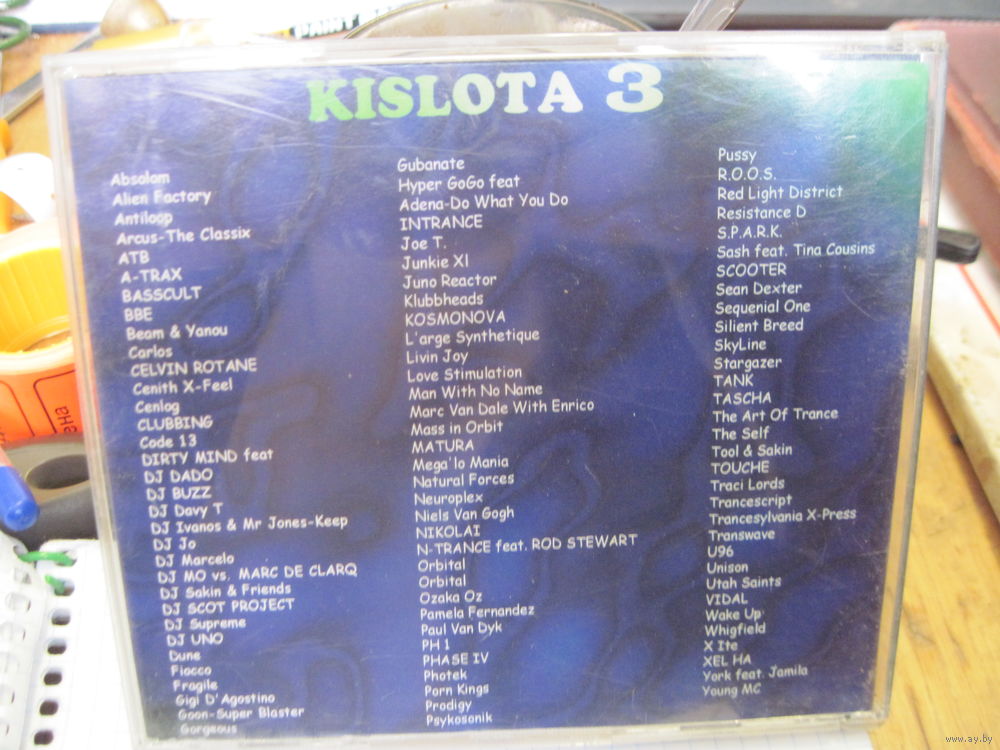 PAINT
KISLOTA 3
Absolom
Alien Factory
Antiloop
Arcus-The Classix
ATB
A-TRAX
BASSCULT
BBE
Beam & Yanou
Carlos
CELVIN ROTANE
Cenith X-Feel
Cenlog
CLUBBING
Code 13
DIRTY MIND feat
DJ DADO
DJ BUZZ
DJ Davy T
DJ Ivanos & Mr Jones-Keep
DJ Jo
DJ Marcelo
DJ MO vs. MARC DE CLARQ
DJ Sakin & Friends
DJ SCOT PROJECT
DJ Supreme
DJ UNO
Dune
Fiocco
Fragile
Gigi D'Agostino
Goon-Super Blaster
Gorgeous
Gubanate
Hyper GoGo feat
Adena-Do What You Do
INTRANCE
Joe T.
Junkie Xl
Juno Reactor
Klubbheads
KOSMONOVA
L'arge Synthetique
Livin Joy
Love Stimulation
Man With No Name
Marc Van Dale With Enrico
Mass in Orbit
MATURA
Mega'lo Mania
Natural Forces
Neuroplex
Niels Van Gogh
NIKOLAI
N-TRANCE feat. ROD STEWART
Orbital
Orbital
Ozaka Oz
Pamela Fernandez
Paul Van Dyk
PH 1
PHASE IV
Photek
Porn Kings
Prodigy
Psykosonik
Pussy
R.O.O.S.
Red Light District
Resistance D
S.P.A.R.K.
Sash feat. Tina Cousins
SCOOTER
Sean Dexter
Sequenial One
Silient Breed
SkyLine
Stargazer
TANK
TASCHA
The Art Of Trance
The Self
Tool & Sakin
TOUCHE
Traci Lords
Trancescript
Trancesylvania X-Press
Transwave
U96
Unison
Utah Saints
VIDAL
Wake Up
Whigfield
X Ite
XEL HA
York feat. Jamila
Young MC
www.ay.by